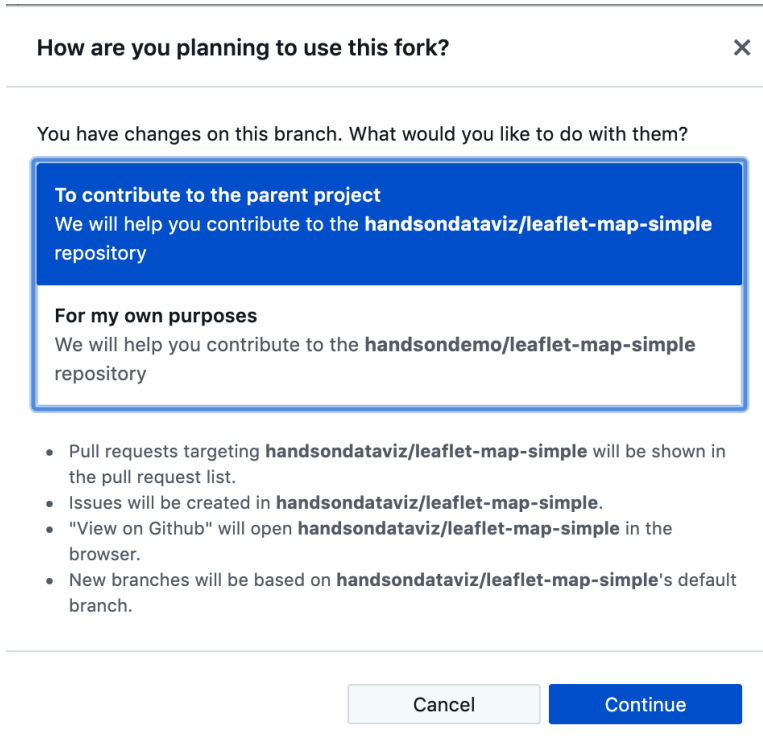 How are you planning to use this fork?
You have changes on this branch. What would you like to do with them?
To contribute to the parent project
We will help you contribute to the handsondataviz/leaflet-map-simple
repository
For my own purposes
We will help you contribute to the handsondemo/leaflet-map-simple
repository
• Pull requests targeting handsondataviz/leaflet-map-simple will be shown in
the pull request list.
• Issues will be created in handsondataviz/leaflet-map-simple.
• "View on Github" will open handsondataviz/leaflet-map-simple in the
browser.
• New branches will be based on handsondataviz/leaflet-map-simple's default
branch.
Cancel Continue